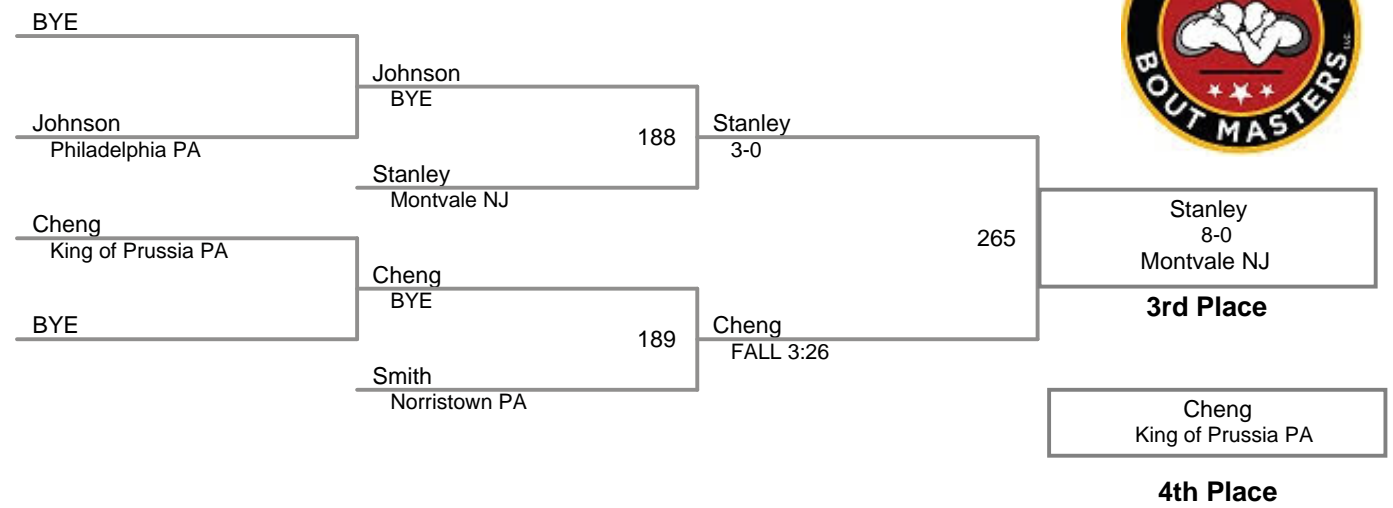 BYE
Johnson
BYE
Johnson
Philadelphia PA
188
Stanley
3-0
Stanley
Montvale NJ
Cheng
King of Prussia PA
265
Stanley
8-0
Montvale NJ
3rd Place
Cheng
BYE
BYE
189
Cheng
FALL 3:26
Smith
Norristown PA
Cheng
King of Prussia PA
4th Place
BOUT MASTERS